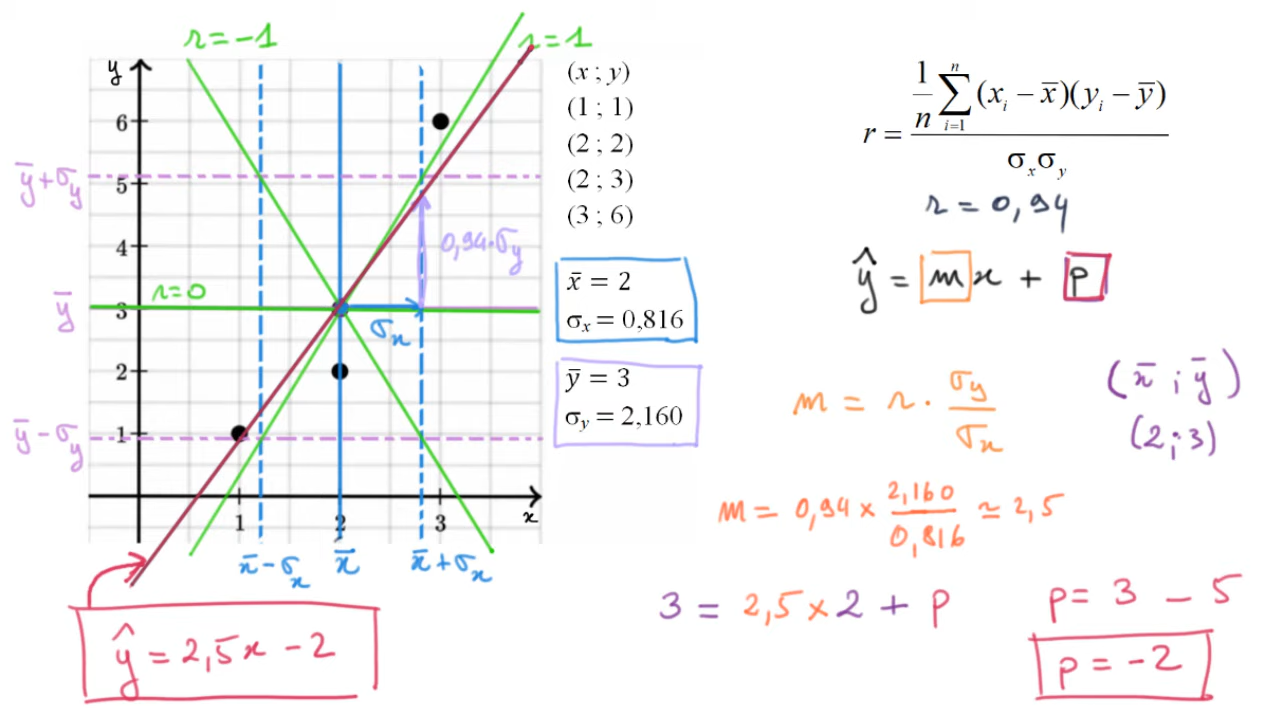 r = -1
r = 1
y
(x ; y)
(1 ; 1)
(2 ; 2)
(2 ; 3)
(3 ; 6)
6
5
4
3
2
1
1 2 3
x
ȳ+σy
ȳ
ȳ-σy
r=0
0,94·σy
σx
x̄-σx x̄ x̄+σx
x̄ = 2
σx = 0,816
ȳ = 3
σy = 2,160
ŷ = 2,5x - 2
r = 1/n ∑ i=1 n (xi − x̄)(yi − ȳ) / σxσy
r = 0,94
ŷ = m x + p
m = r · σy/σx
(x̄ ; ȳ)
(2 ; 3)
m = 0,94 × 2,160/0,816 ≃ 2,5
3 = 2,5 × 2 + p
p = 3 - 5
p = -2